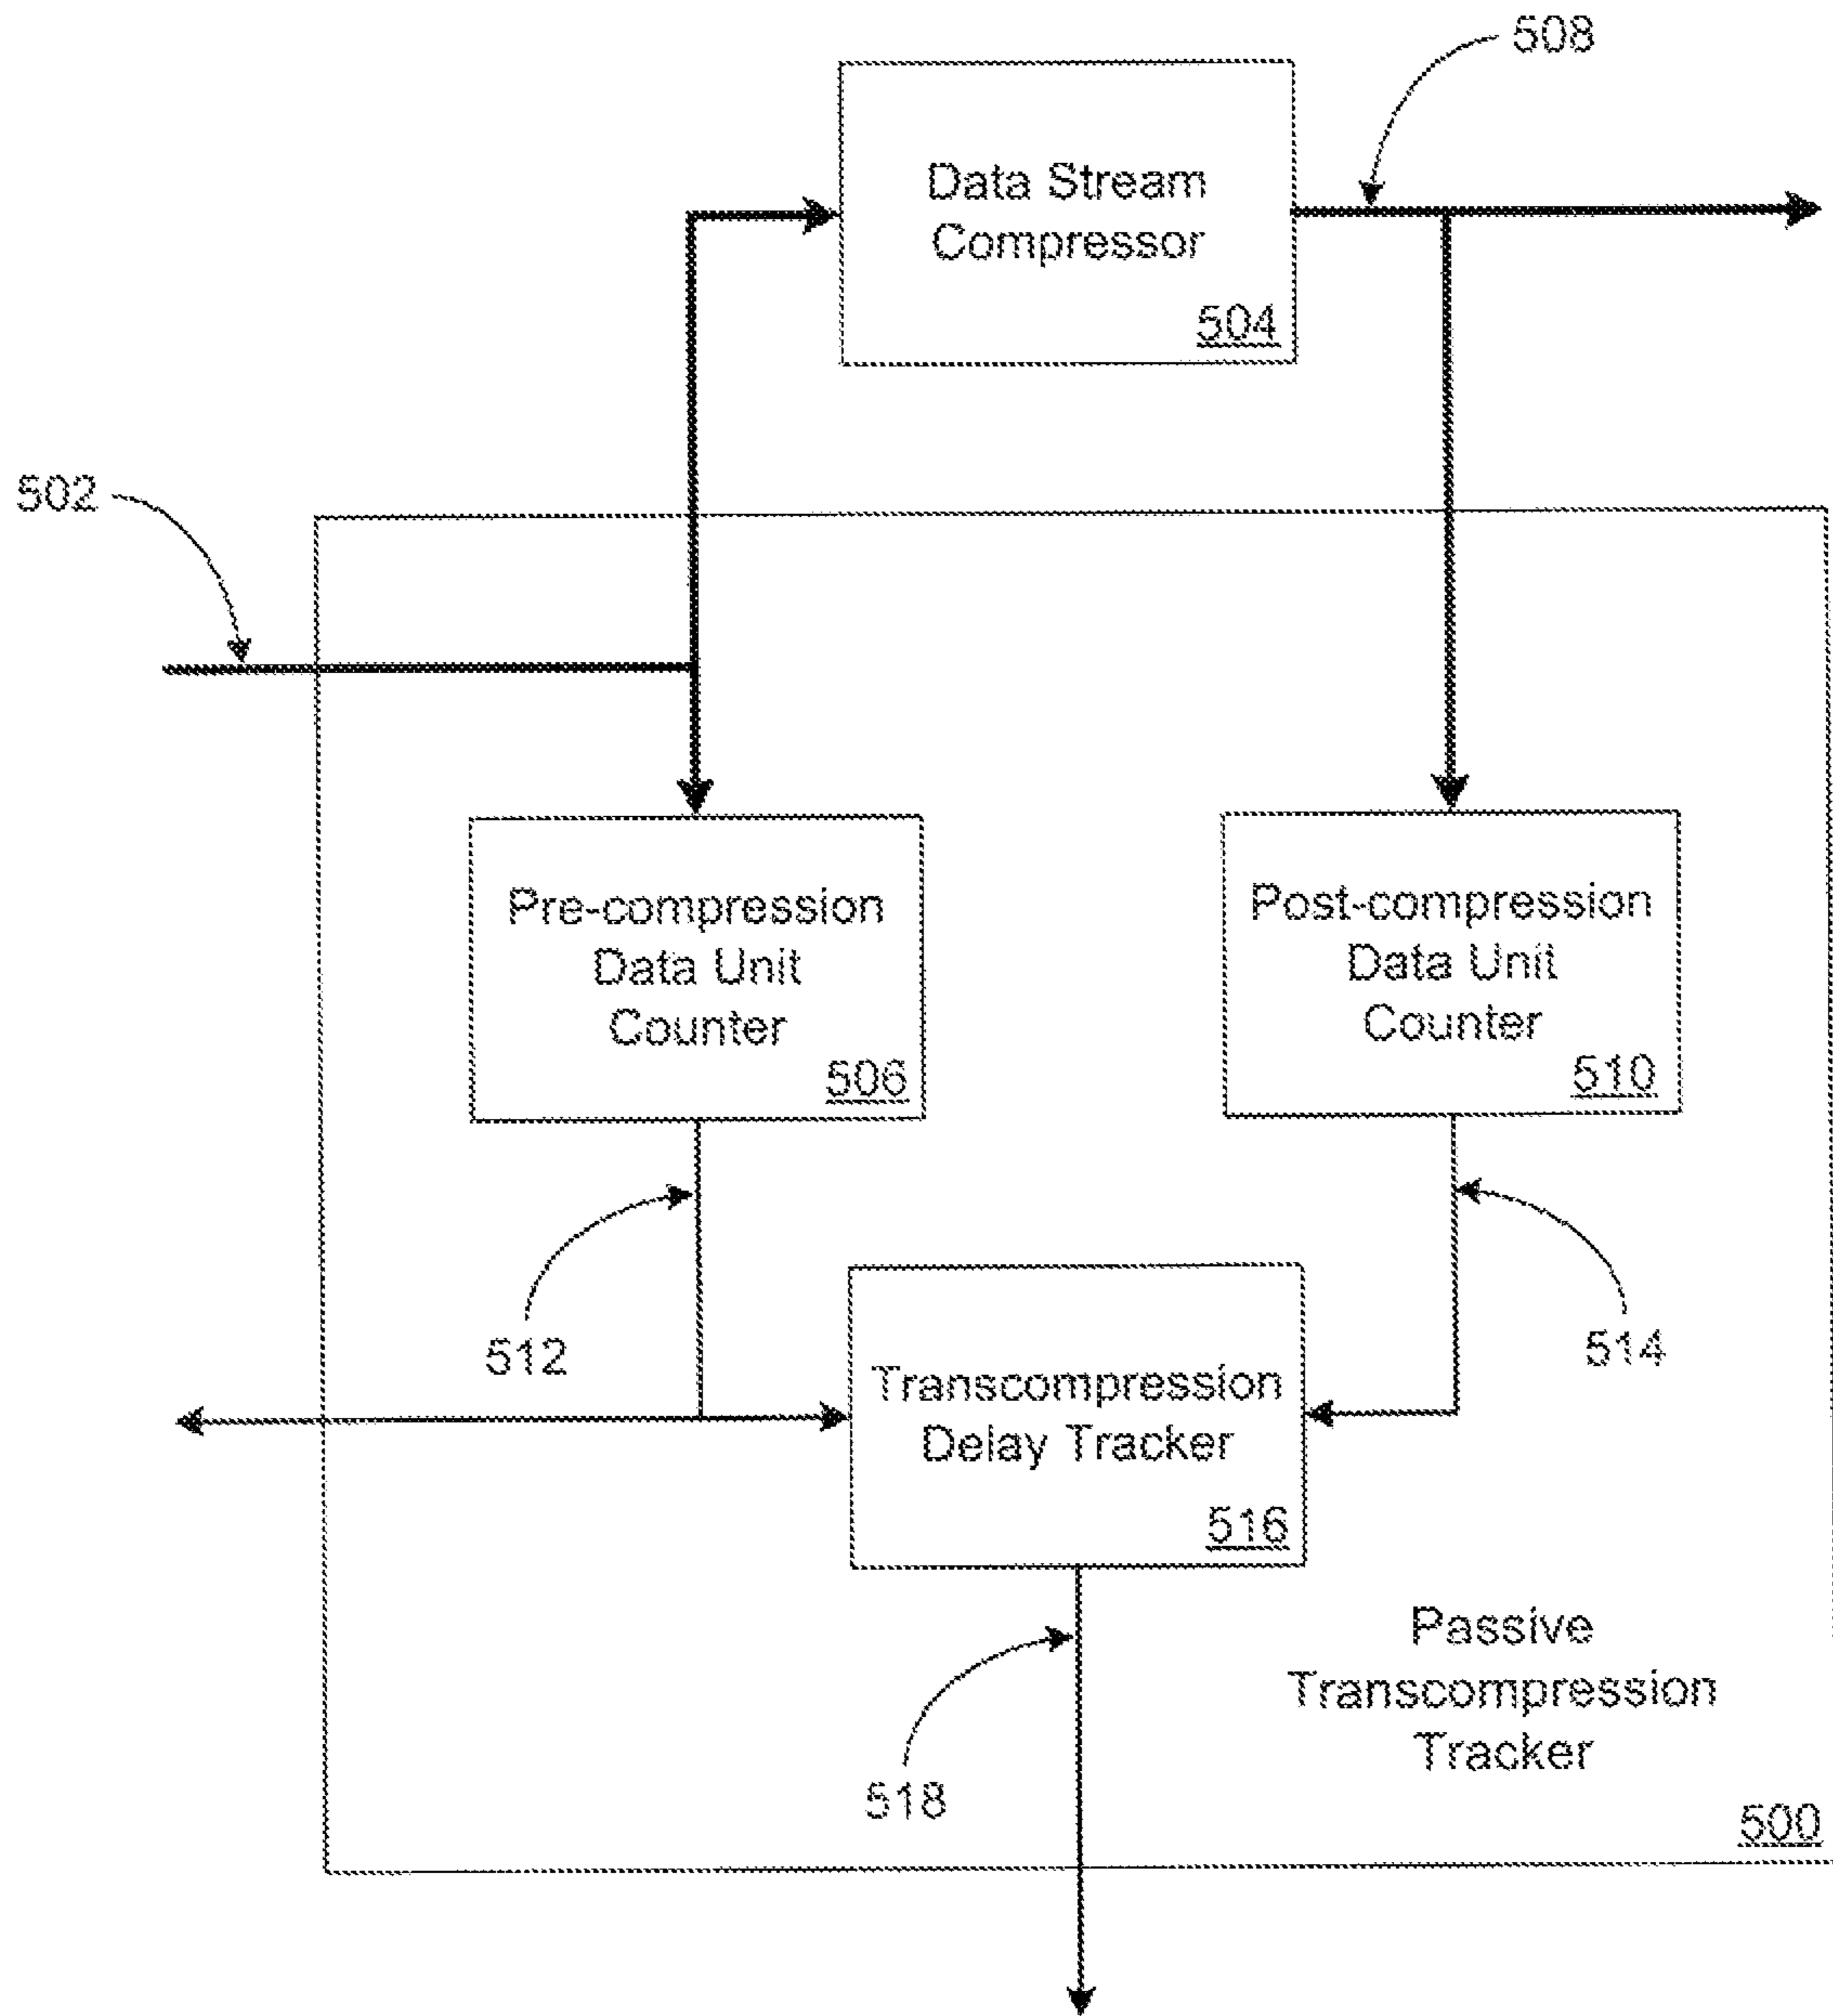 508
Data Stream
Compressor
504
502
Pre-compression
Data Unit
Counter
506
Post-compression
Data Unit
Counter
510
512
514
Transcompression
Delay Tracker
516
518
Passive
Transcompression
Tracker
500